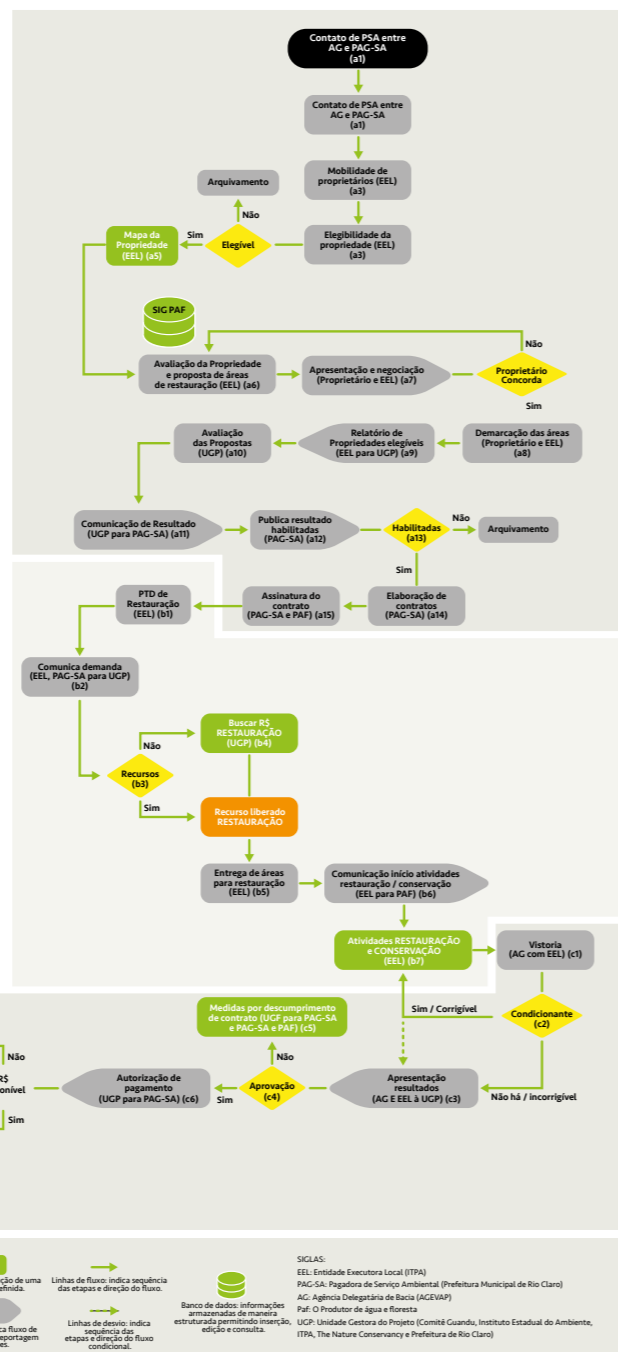 Contato de PSA entre
AG e PAG-SA
(a1)
Contato de PSA entre
AG e PAG-SA
(a1)
Mobilidade de
proprietários (EEL)
(a3)
Arquivamento
Não
Mapa da
Propriedade
(EEL) (a5)
Sim
Elegível
Elegibilidade da
propriedade (EEL)
(a3)
SIG PAF
Não
Avaliação da Propriedade
e proposta de áreas
de restauração (EEL) (a6)
Apresentação e negociação
(Proprietário e EEL) (a7)
Proprietário
Concorda
Sim
Avaliação
das Propostas
(UGP) (a10)
Relatório de
Propriedades elegíveis
(EEL para UGP) (a9)
Demarcação das áreas
(Proprietário e EEL)
(a8)
Comunicação de Resultado
(UGP para PAG-SA) (a11)
Publica resultado
habilitadas
(PAG-SA) (a12)
Habilitadas
(a13)
Não
Arquivamento
Sim
PTD de
Restauração
(EEL) (b1)
Assinatura do
contrato
(PAG-SA e PAF) (a15)
Elaboração de
contratos
(PAG-SA) (a14)
Comunica demanda
(EEL, PAG-SA para UGP)
(b2)
Buscar R$
RESTAURAÇÃO
(UGP) (b4)
Não
Recursos
(b3)
Sim
Recurso liberado
RESTAURAÇÃO
Entrega de áreas
para restauração
(EEL) (b5)
Comunicação início atividades
restauração / conservação
(EEL para PAF) (b6)
Atividades RESTAURAÇÃO
e CONSERVAÇÃO
(EEL) (b7)
Vistoria
(AG com EEL) (c1)
Medidas por descumprimento
de contrato (UGF para PAG-SA
e PAG-SA e PAF) (c5)
Sim / Corrigível
Condicionante
(c2)
Não
Não
R$
onível
Sim
Autorização de
pagamento
(UGP para PAG-SA) (c6)
Sim
Aprovação
(c4)
Apresentação
resultados
(AG E EEL à UGP) (c3)
Não há / incorrigível
ção de uma
efinida.
Linhas de fluxo: indica sequência
das etapas e direção do fluxo.
ca fluxo de
reportagem
es.
Linhas de desvio: indica
sequência das
etapas e direção do fluxo
condicional.
Banco de dados: informações
armazenadas de maneira
estruturada permitindo inserção,
edição e consulta.
SIGLAS:
EEL: Entidade Executora Local (ITPA)
PAG-SA: Pagadora de Serviço Ambiental (Prefeitura Municipal de Rio Claro)
AG: Agência Delegatária de Bacia (AGEVAP)
Paf: O Produtor de água e floresta
UGP: Unidade Gestora do Projeto (Comitê Guandu, Instituto Estadual do Ambiente,
ITPA, The Nature Conservancy e Prefeitura de Rio Claro)